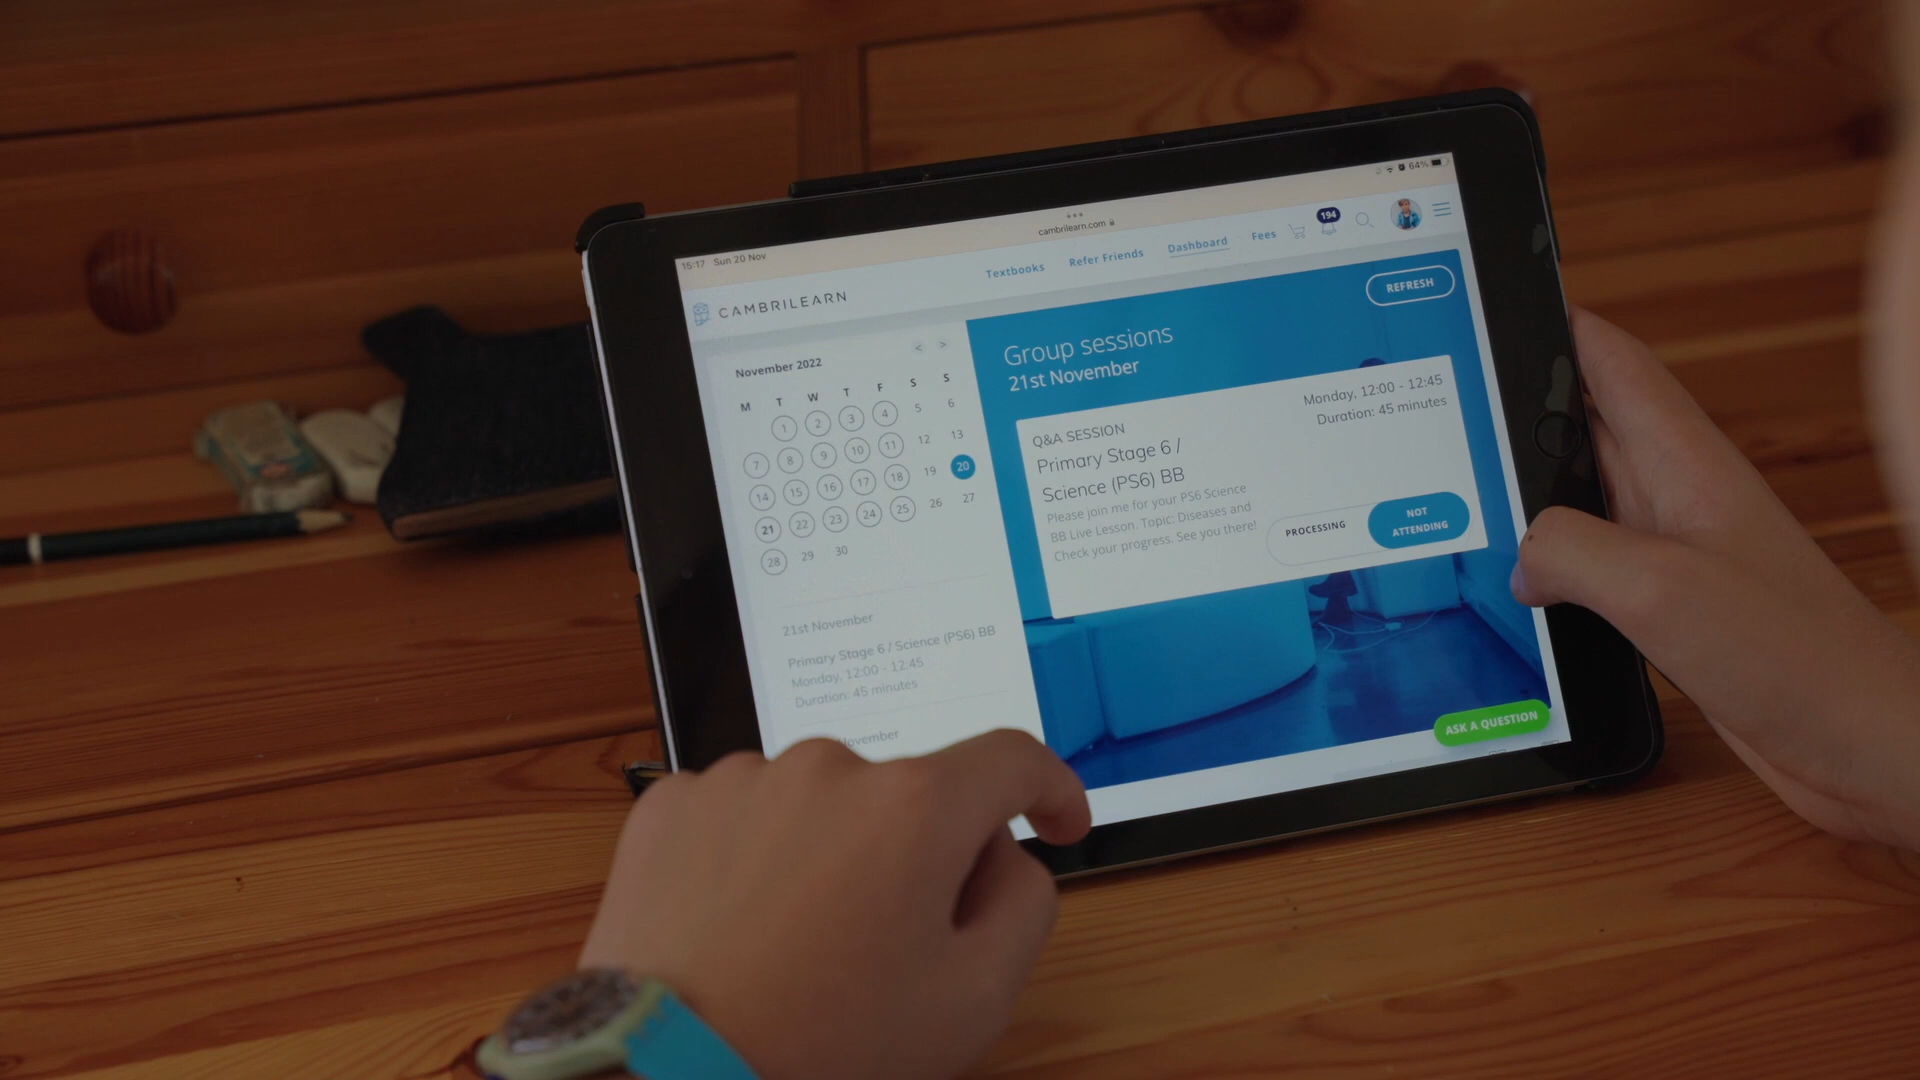 15:17 Sun 20 Nov
cambrilearn.com
64%
CAMBRILEARN
Textbooks Refer Friends Dashboard Fees 194
November 2022 < >
M T W T F S S
1 2 3 4 5 6
7 8 9 10 11 12 13
14 15 16 17 18 19 20
21 22 23 24 25 26 27
28 29 30
21st November
Primary Stage 6 / Science (PS6) BB
Monday, 12:00 - 12:45
Duration: 45 minutes
November
REFRESH
Group sessions
21st November
Q&A SESSION
Primary Stage 6 /
Science (PS6) BB
Monday, 12:00 - 12:45
Duration: 45 minutes
Please join me for your PS6 Science
BB Live Lesson. Topic: Diseases and
Check your progress. See you there!
PROCESSING
NOT
ATTENDING
ASK A QUESTION